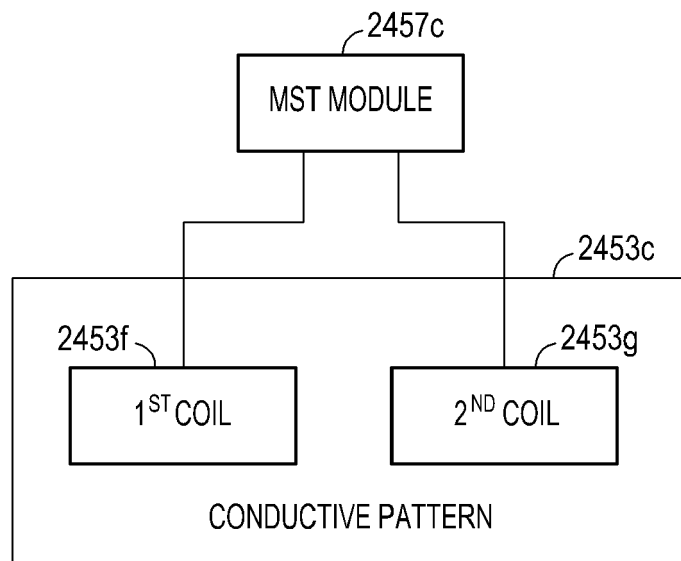 2457c
MST MODULE
2453c
2453f
2453g
1ST COIL
2ND COIL
CONDUCTIVE PATTERN